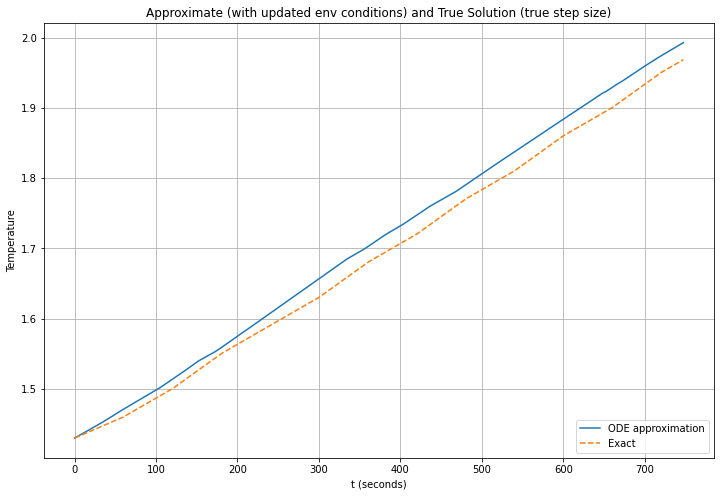 Approximate (with updated env conditions) and True Solution (true step size)
2.0
1.9
1.8
1.7
1.6
1.5
Temperature
0 100 200 300 400 500 600 700
t (seconds)
ODE approximation
Exact